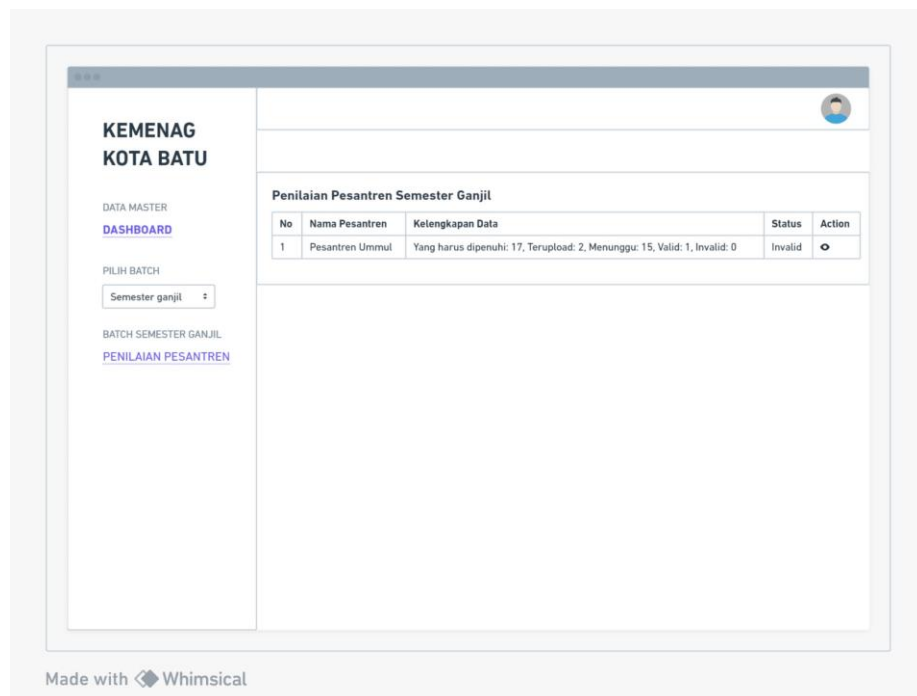 KEMENAG
KOTA BATU
DATA MASTER
DASHBOARD
PILIH BATCH
Semester ganjil
BATCH SEMESTER GANJIL
PENILAIAN PESANTREN
Penilaian Pesantren Semester Ganjil
No Nama Pesantren Kelengkapan Data Status Action
1 Pesantren Ummul Yang harus dipenuhi: 17, Terupload: 2, Menunggu: 15, Valid: 1, Invalid: 0 Invalid
Made with Whimsical